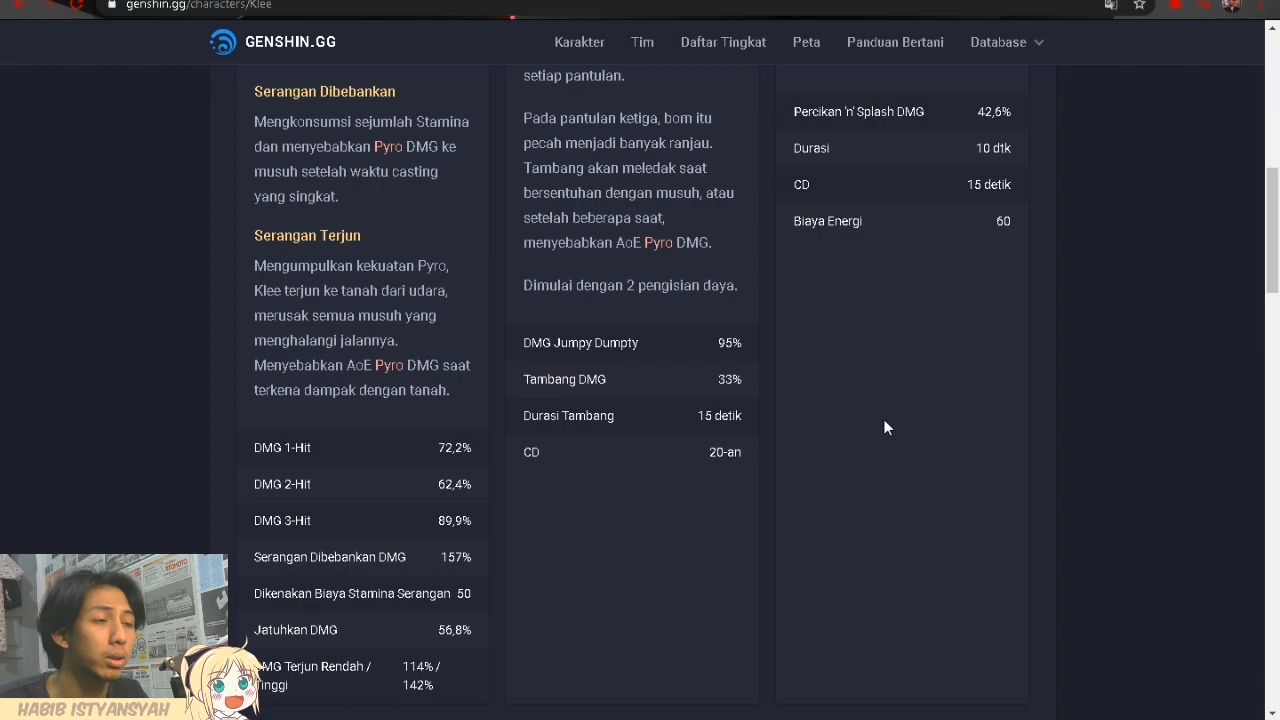 genshin.gg/characters/Klee
GENSHIN.GG
Karakter
Tim
Daftar Tingkat
Peta
Panduan Bertani
Database
Serangan Dibebankan
Mengkonsumsi sejumlah Stamina
dan menyebabkan Pyro DMG ke
musuh setelah waktu casting
yang singkat.
Serangan Terjun
Mengumpulkan kekuatan Pyro,
Klee terjun ke tanah dari udara,
merusak semua musuh yang
menghalangi jalannya.
Menyebabkan AoE Pyro DMG saat
terkena dampak dengan tanah.
DMG 1-Hit 72,2%
DMG 2-Hit 62,4%
DMG 3-Hit 89,9%
Serangan Dibebankan DMG 157%
Dikenakan Biaya Stamina Serangan 50
Jatuhkan DMG 56,8%
Terjun Rendah / 114% /
142%
setiap pantulan.
Pada pantulan ketiga, bom itu
pecah menjadi banyak ranjau.
Tambang akan meledak saat
bersentuhan dengan musuh, atau
setelah beberapa saat,
menyebabkan AoE Pyro DMG.
Dimulai dengan 2 pengisian daya.
DMG Jumpy Dumpty 95%
Tambang DMG 33%
Durasi Tambang 15 detik
CD 20-an
Percikan 'n' Splash DMG 42,6%
Durasi 10 dtk
CD 15 detik
Biaya Energi 60
HABIB ISTYANSYAH